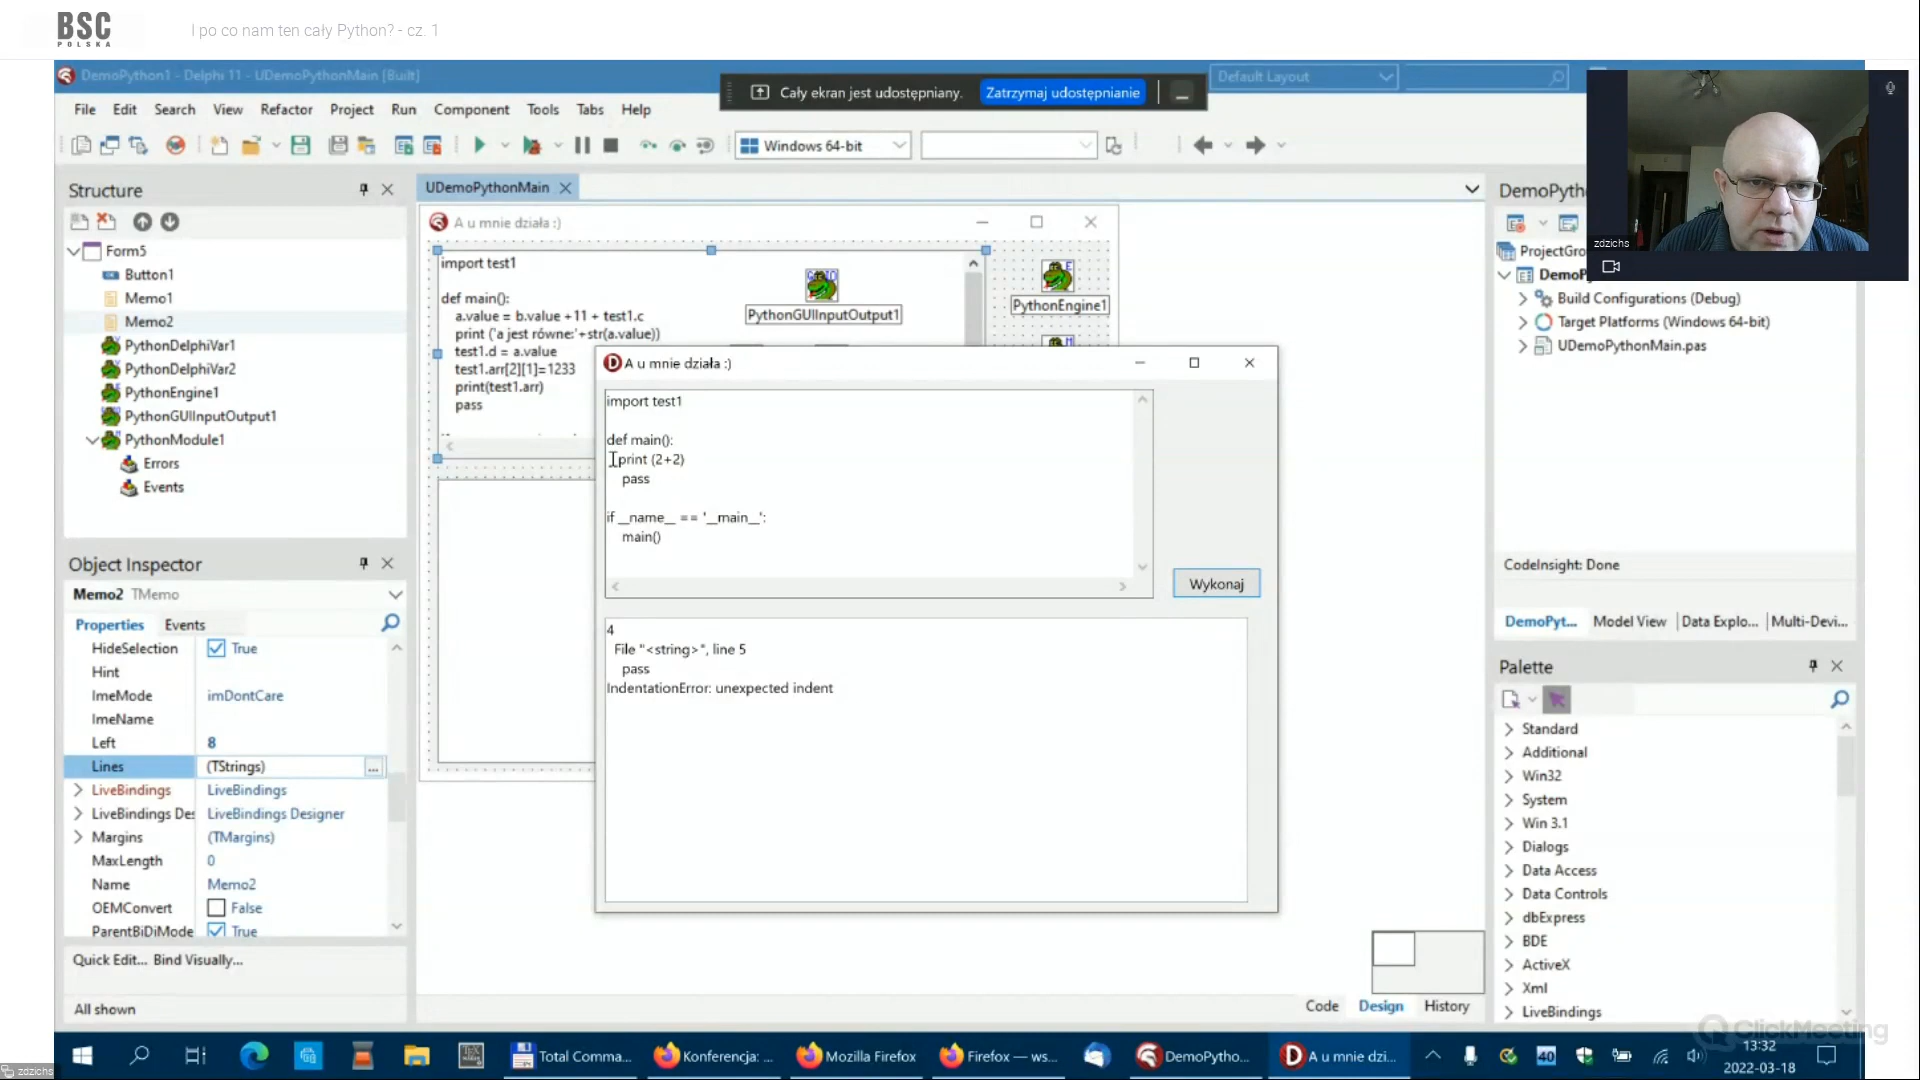 BSC
POLSKA
I po co nam ten cały Python? - cz. 1
DemoPython1 - Delphi 11 - UDemoPythonMain [Built]
Default Layout
Cały ekran jest udostępniany.
Zatrzymaj udostępnianie
File Edit Search View Refactor Project Run Component Tools Tabs Help
Windows 64-bit
Structure
Form5
Button1
Memo1
Memo2
PythonDelphiVar1
PythonDelphiVar2
PythonEngine1
PythonGUIInputOutput1
PythonModule1
Errors
Events
Object Inspector
Memo2 TMemo
Properties Events
HideSelection True
Hint
ImeMode imDontCare
ImeName
Left 8
Lines (TStrings) ...
LiveBindings LiveBindings
LiveBindings Des LiveBindings Designer
Margins (TMargins)
MaxLength 0
Name Memo2
OEMConvert False
ParentBiDiMode True
Quick Edit... Bind Visually...
All shown
UDemoPythonMain
A u mnie działa :)
import test1
def main():
a.value = b.value +11 + test1.c
print ('a jest równe:'+str(a.value))
test1.d = a.value
test1.arr[2][1]=1233
print(test1.arr)
pass
PythonGUIInputOutput1
PythonEngine1
A u mnie działa :)
import test1
def main():
print (2+2)
pass
if __name__ == '__main__':
main()
Wykonaj
4
File "<string>", line 5
pass
IndentationError: unexpected indent
Code Design History
DemoPyth
zdzichs
ProjectGro
DemoP
Build Configurations (Debug)
Target Platforms (Windows 64-bit)
UDemoPythonMain.pas
CodeInsight: Done
DemoPyt... Model View Data Explo... Multi-Devi...
Palette
Standard
Additional
Win32
System
Win 3.1
Dialogs
Data Access
Data Controls
dbExpress
BDE
ActiveX
Xml
LiveBindings
ClickMeeting
Total Comma...
Konferencja: ...
Mozilla Firefox
Firefox — ws...
DemoPytho...
A u mnie dzi...
40
13:32
2022-03-18
zdzichs